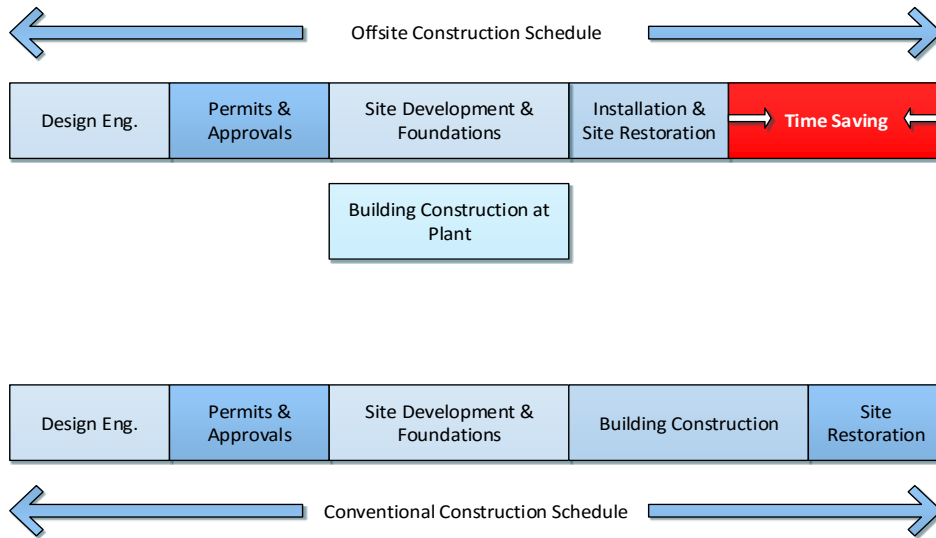 Offsite Construction Schedule
Design Eng.
Permits &
Approvals
Site Development &
Foundations
Installation &
Site Restoration
Time Saving
Building Construction at
Plant
Design Eng.
Permits &
Approvals
Site Development &
Foundations
Building Construction
Site
Restoration
Conventional Construction Schedule